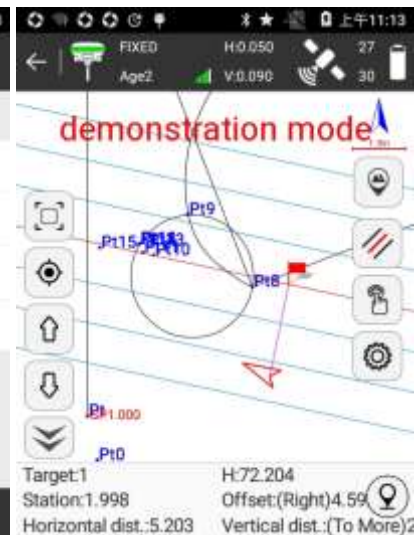 上午11:13
FIXED
H:0.050
27
Age2
V:0.090
30
demonstration mode
Pt9
Pt15
Pt10
Pt8
Pt
1.000
Pt0
Target:1
H:72.204
Station:1.998
Offset:(Right)4.59
Horizontal dist.:5.203
Vertical dist.:(To More)2